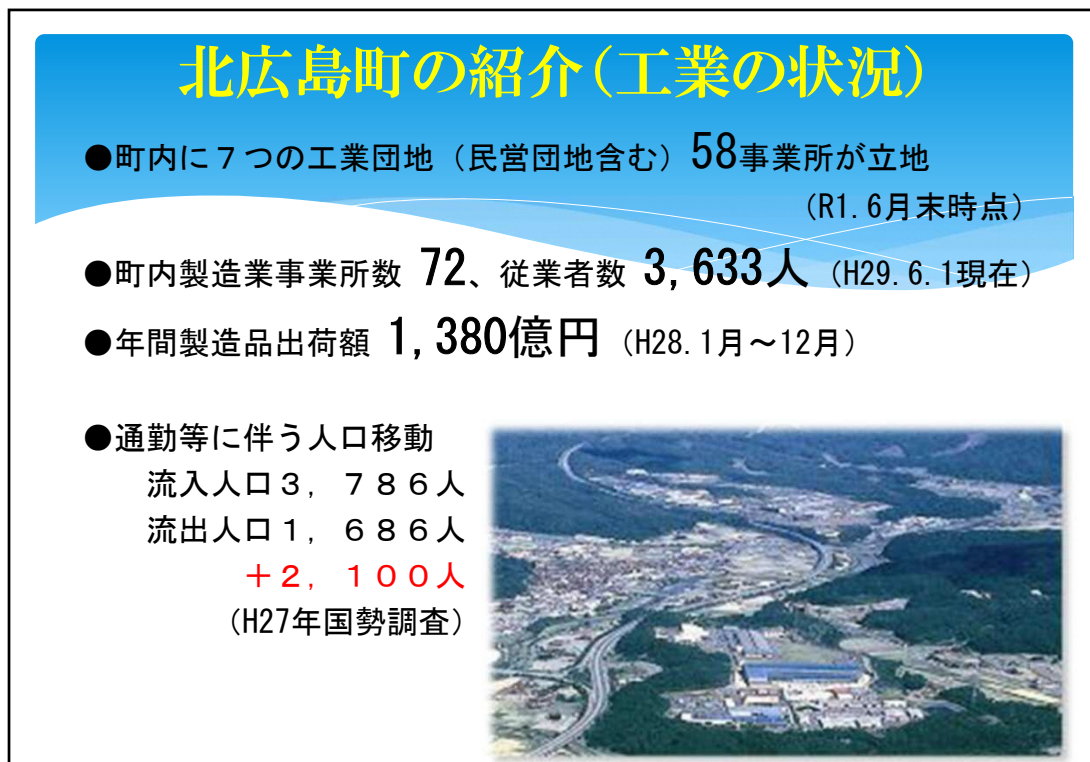 北広島町の紹介（工業の状況）
●町内に７つの工業団地（民営団地含む）58事業所が立地
（R1.6月末時点）
●町内製造業事業所数 72、従業者数 3,633人（H29.6.1現在）
●年間製造品出荷額 1,380億円（H28.1月～12月）
●通勤等に伴う人口移動
流入人口３，７８６人
流出人口１，６８６人
＋２，１００人
（H27年国勢調査）